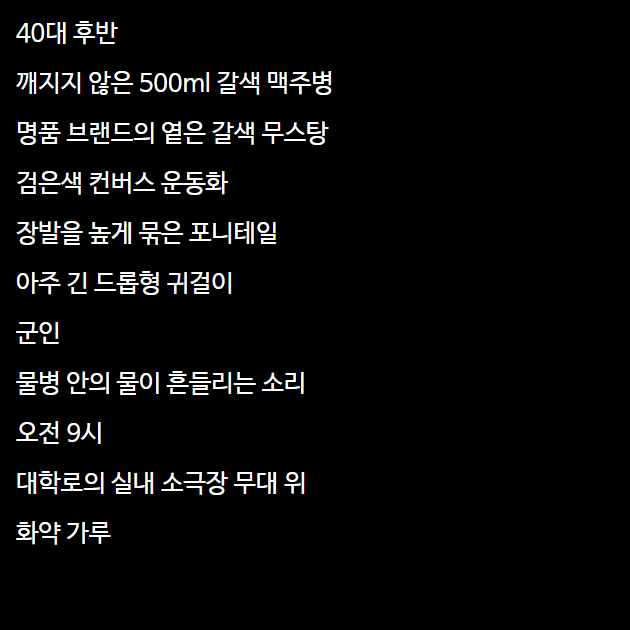 40대 후반
깨지지 않은 500ml 갈색 맥주병
명품 브랜드의 옅은 갈색 무스탕
검은색 컨버스 운동화
장발을 높게 묶은 포니테일
아주 긴 드롭형 귀걸이
군인
물병 안의 물이 흔들리는 소리
오전 9시
대학로의 실내 소극장 무대 위
화약 가루